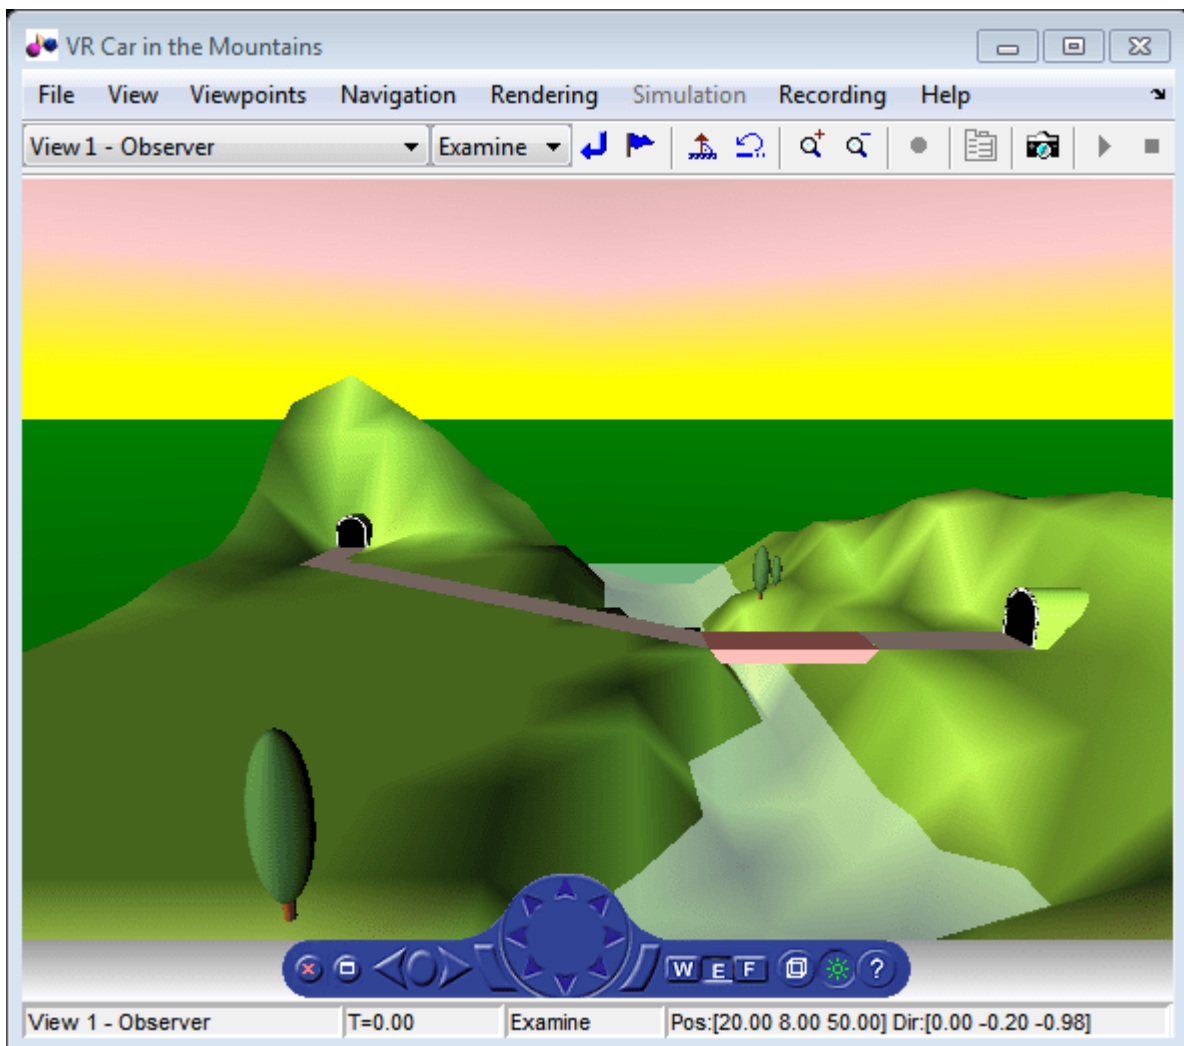 VR Car in the Mountains
File View Viewpoints Navigation Rendering Simulation Recording Help
View 1 - Observer Examine
W E F ?
View 1 - Observer T=0.00 Examine Pos:[20.00 8.00 50.00] Dir:[0.00 -0.20 -0.98]